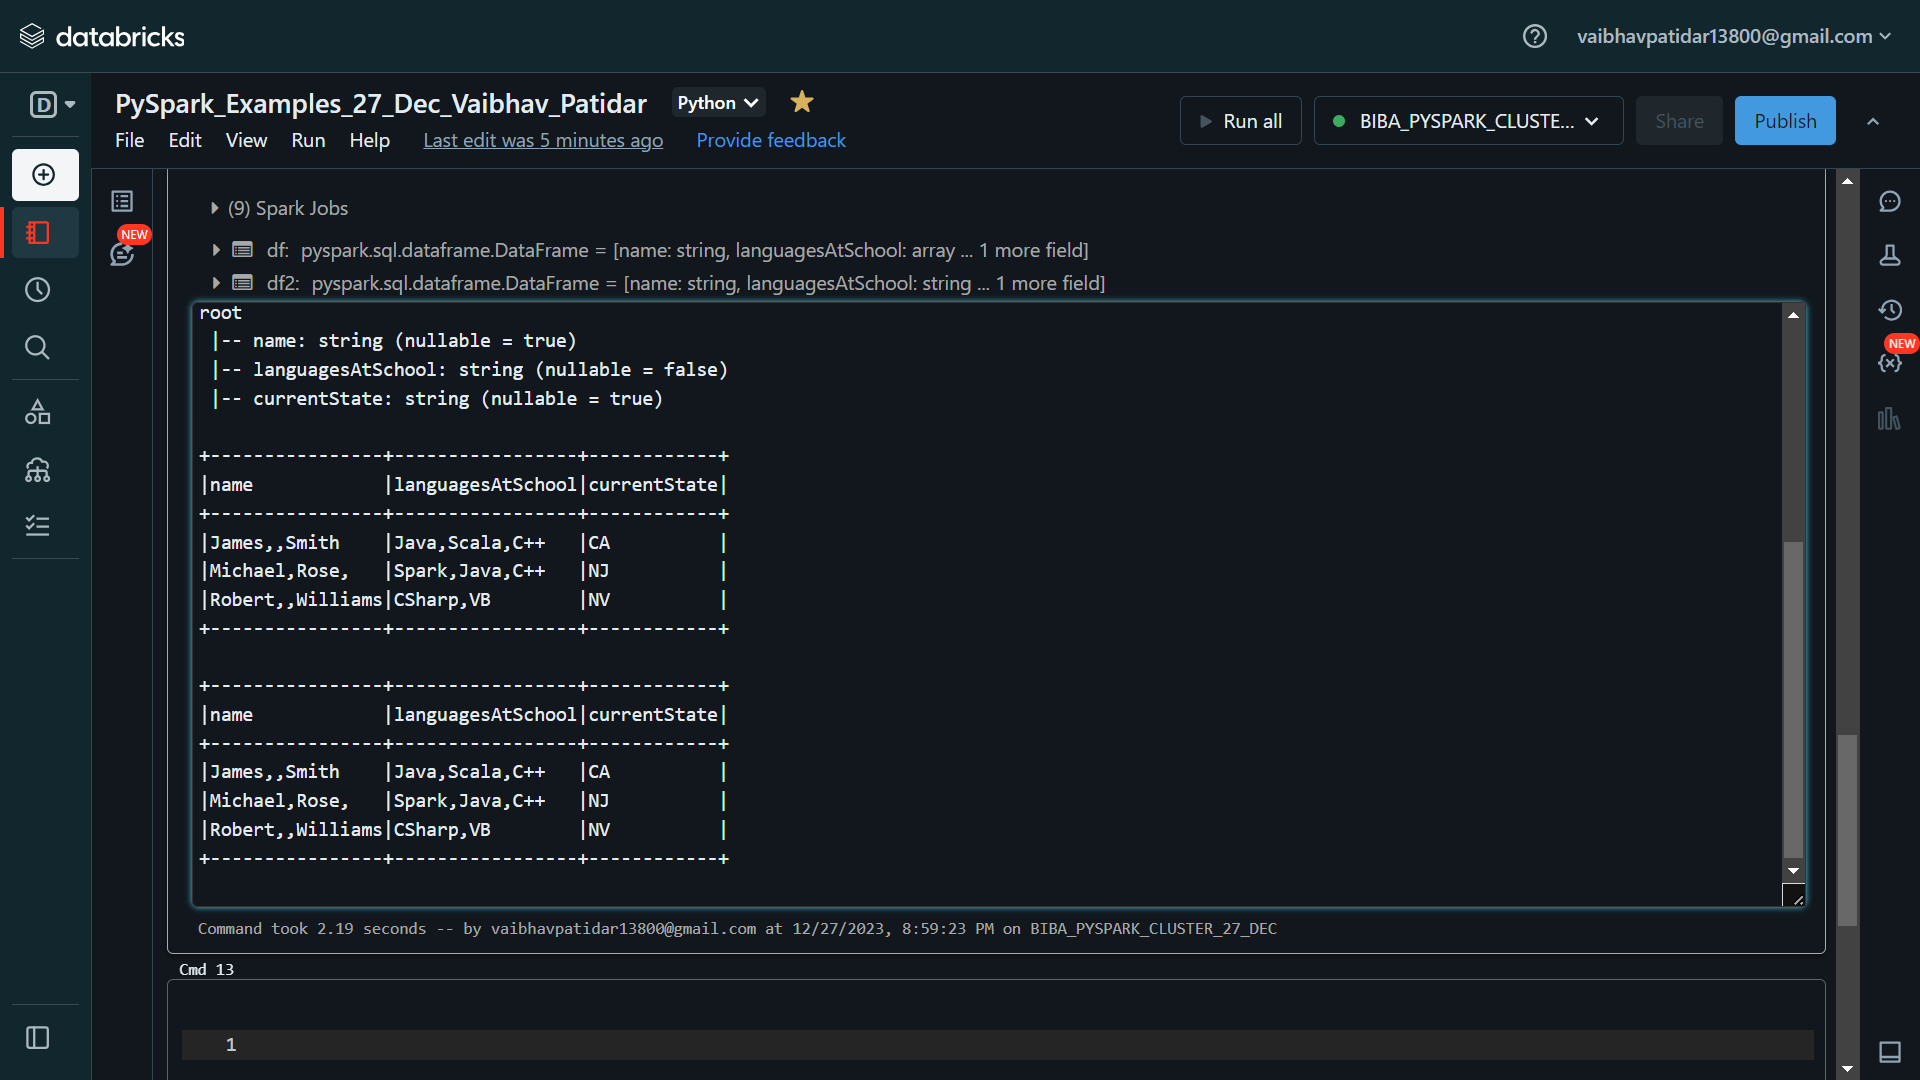 databricks
vaibhavpatidar13800@gmail.com
D
PySpark_Examples_27_Dec_Vaibhav_Patidar Python
File Edit View Run Help Last edit was 5 minutes ago Provide feedback
Run all BIBA_PYSPARK_CLUSTE... Share Publish
NEW
NEW
(9) Spark Jobs
df: pyspark.sql.dataframe.DataFrame = [name: string, languagesAtSchool: array ... 1 more field]
df2: pyspark.sql.dataframe.DataFrame = [name: string, languagesAtSchool: string ... 1 more field]
root
 |-- name: string (nullable = true)
 |-- languagesAtSchool: string (nullable = false)
 |-- currentState: string (nullable = true)
+----------------+-----------------+------------+
|name            |languagesAtSchool|currentState|
+----------------+-----------------+------------+
|James,,Smith    |Java,Scala,C++   |CA          |
|Michael,Rose,   |Spark,Java,C++   |NJ          |
|Robert,,Williams|CSharp,VB        |NV          |
+----------------+-----------------+------------+
+----------------+-----------------+------------+
|name            |languagesAtSchool|currentState|
+----------------+-----------------+------------+
|James,,Smith    |Java,Scala,C++   |CA          |
|Michael,Rose,   |Spark,Java,C++   |NJ          |
|Robert,,Williams|CSharp,VB        |NV          |
+----------------+-----------------+------------+
Command took 2.19 seconds -- by vaibhavpatidar13800@gmail.com at 12/27/2023, 8:59:23 PM on BIBA_PYSPARK_CLUSTER_27_DEC
Cmd 13
1